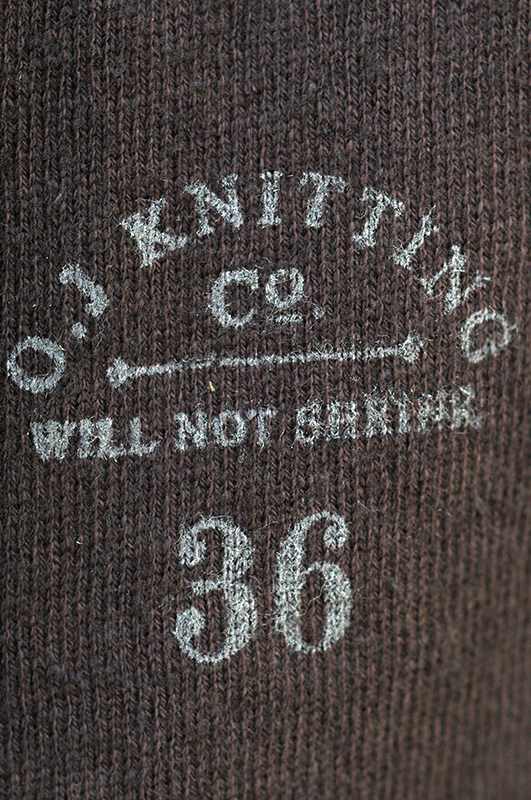 O.J KNITTING
Co.
WILL NOT SHRINK
36